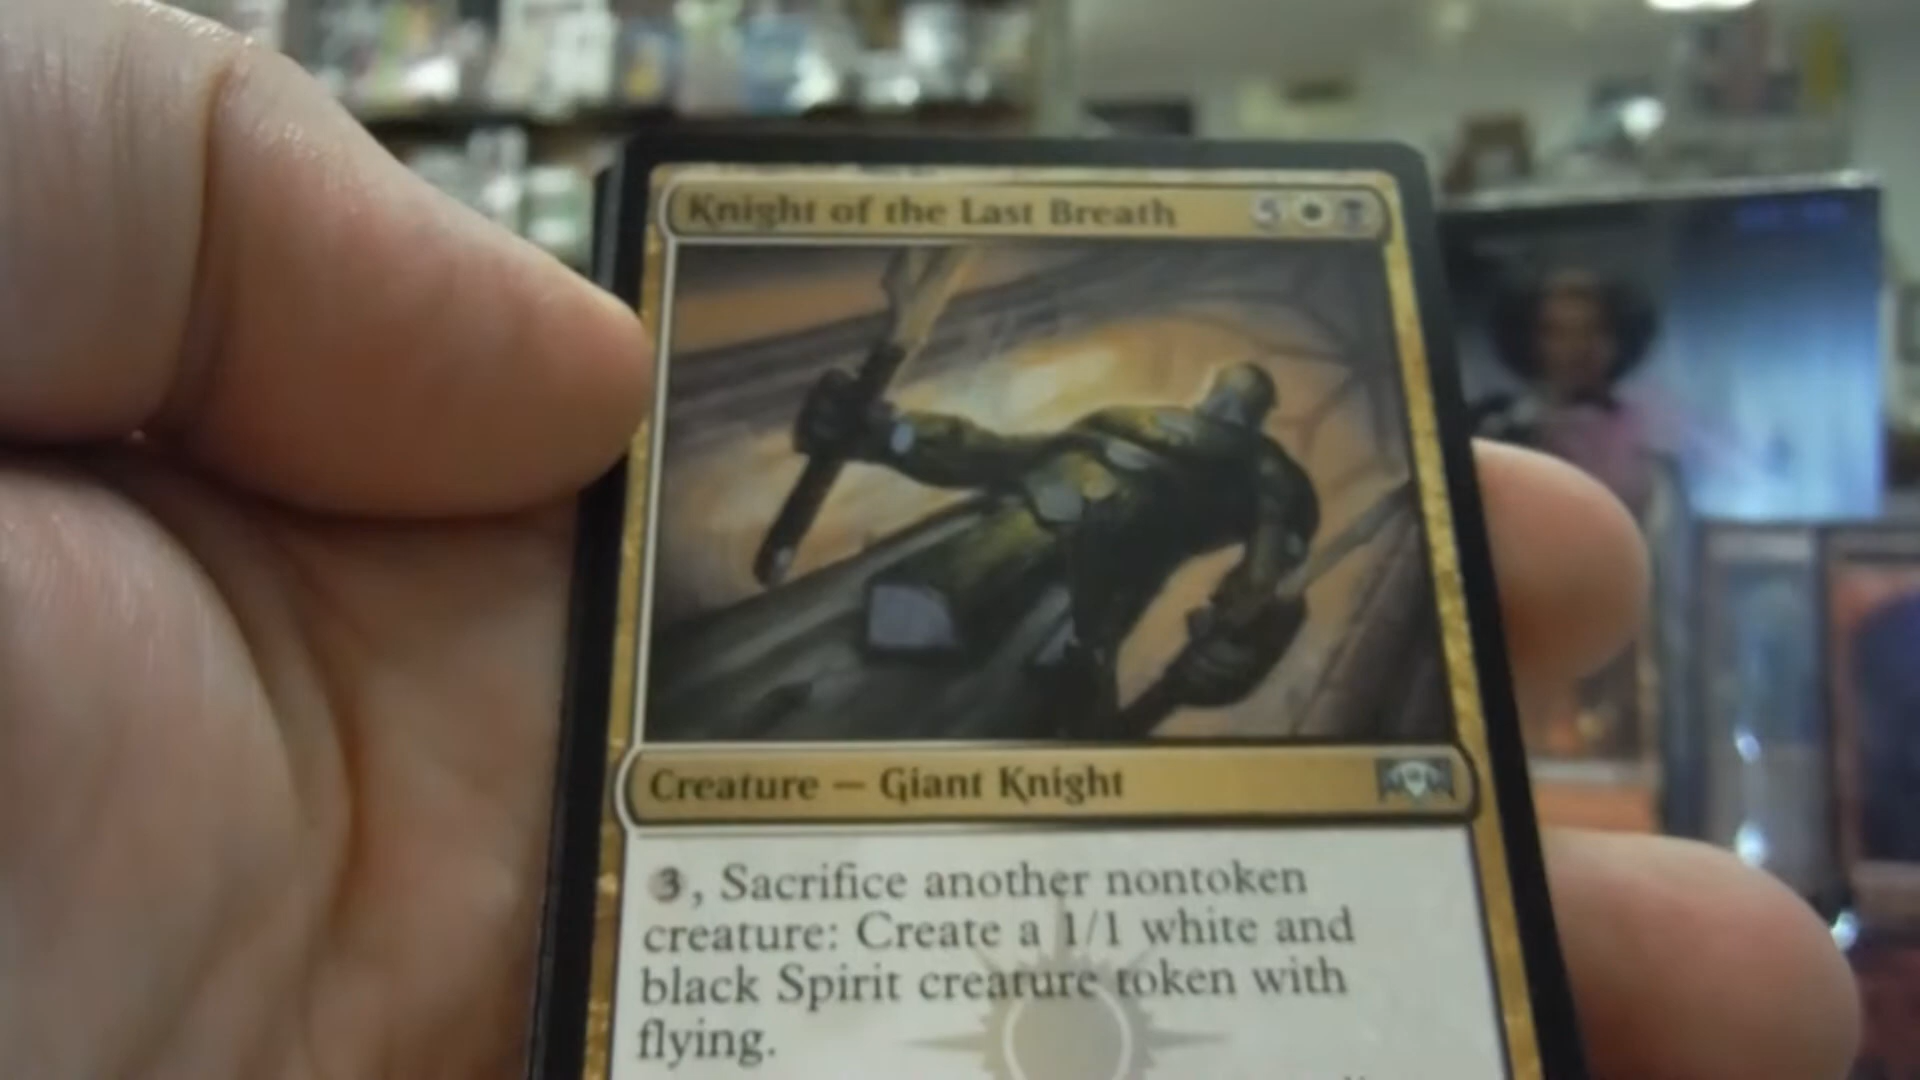 Knight of the Last Breath 5
Creature — Giant Knight
3, Sacrifice another nontoken
creature: Create a 1/1 white and
black Spirit creature token with
flying.